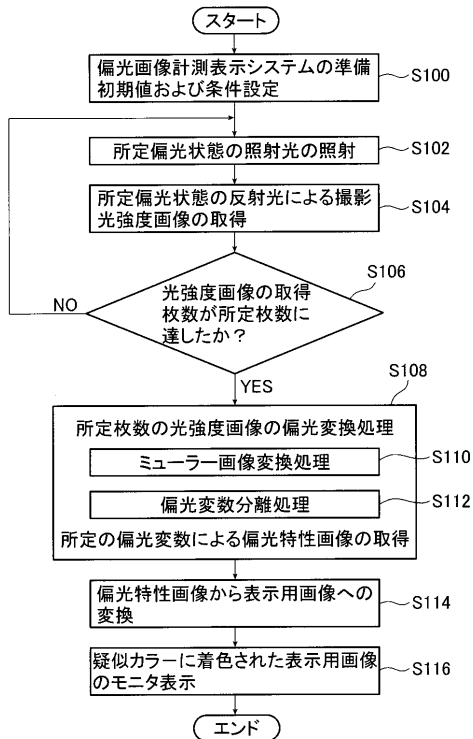 スタート
偏光画像計測表示システムの準備
初期値および条件設定
S100
所定偏光状態の照射光の照射
S102
所定偏光状態の反射光による撮影
光強度画像の取得
S104
S106
光強度画像の取得
枚数が所定枚数に
達したか?
NO
YES
S108
所定枚数の光強度画像の偏光変換処理
ミューラー画像変換処理
S110
偏光変数分離処理
S112
所定の偏光変数による偏光特性画像の取得
偏光特性画像から表示用画像への
変換
S114
疑似カラーに着色された表示用画像
のモニタ表示
S116
エンド